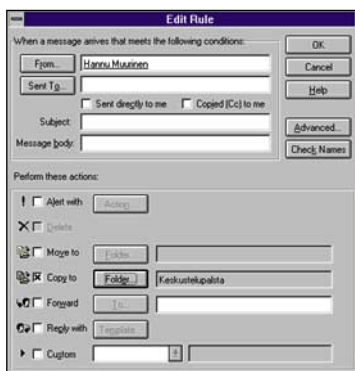 Edit Rule
When a message arrives that meets the following conditions:
From... Hannu.Muurinen
Sent To...
Sent directly to me Copied (Cc) to me
Subject:
Message body:
OK
Cancel
Help
Advanced...
Check Names
Perform these actions:
Alert with Action...
Delete
Move to Folder...
Copy to Folder... Keskustelupalsta
Forward To...
Reply with Template...
Custom